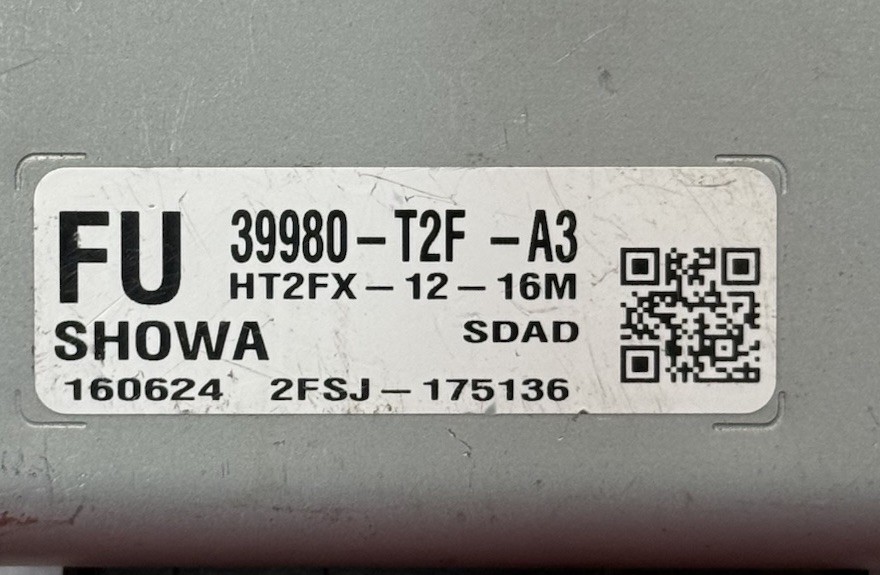 FU 39980-T2F -A3
HT2FX-12-16M
SHOWA SDAD
160624 2FSJ-175136